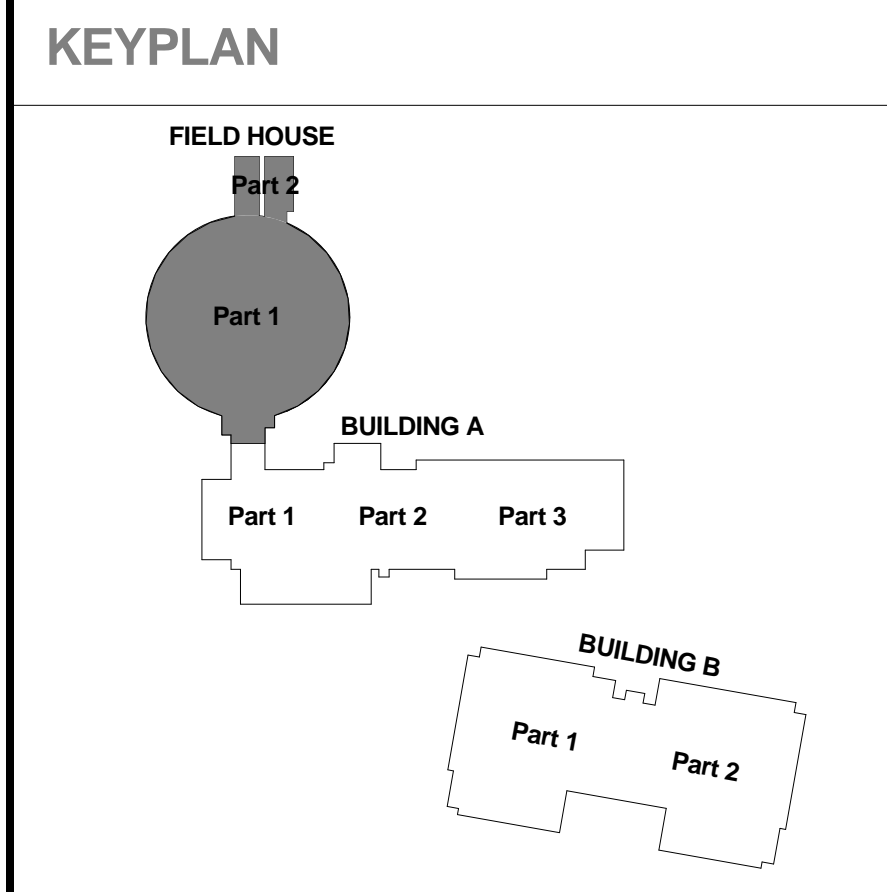 KEYPLAN
FIELD HOUSE
Part 2
Part 1
BUILDING A
Part 1 Part 2 Part 3
BUILDING B
Part 1
Part 2